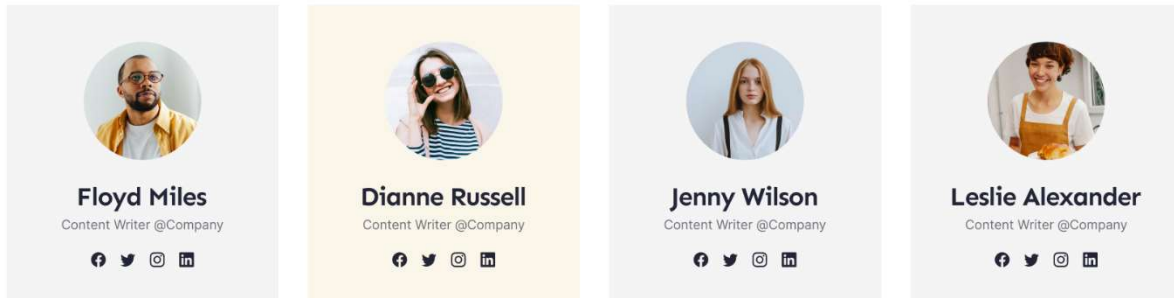 Floyd Miles
Content Writer @Company
Dianne Russell
Content Writer @Company
Jenny Wilson
Content Writer @Company
Leslie Alexander
Content Writer @Company